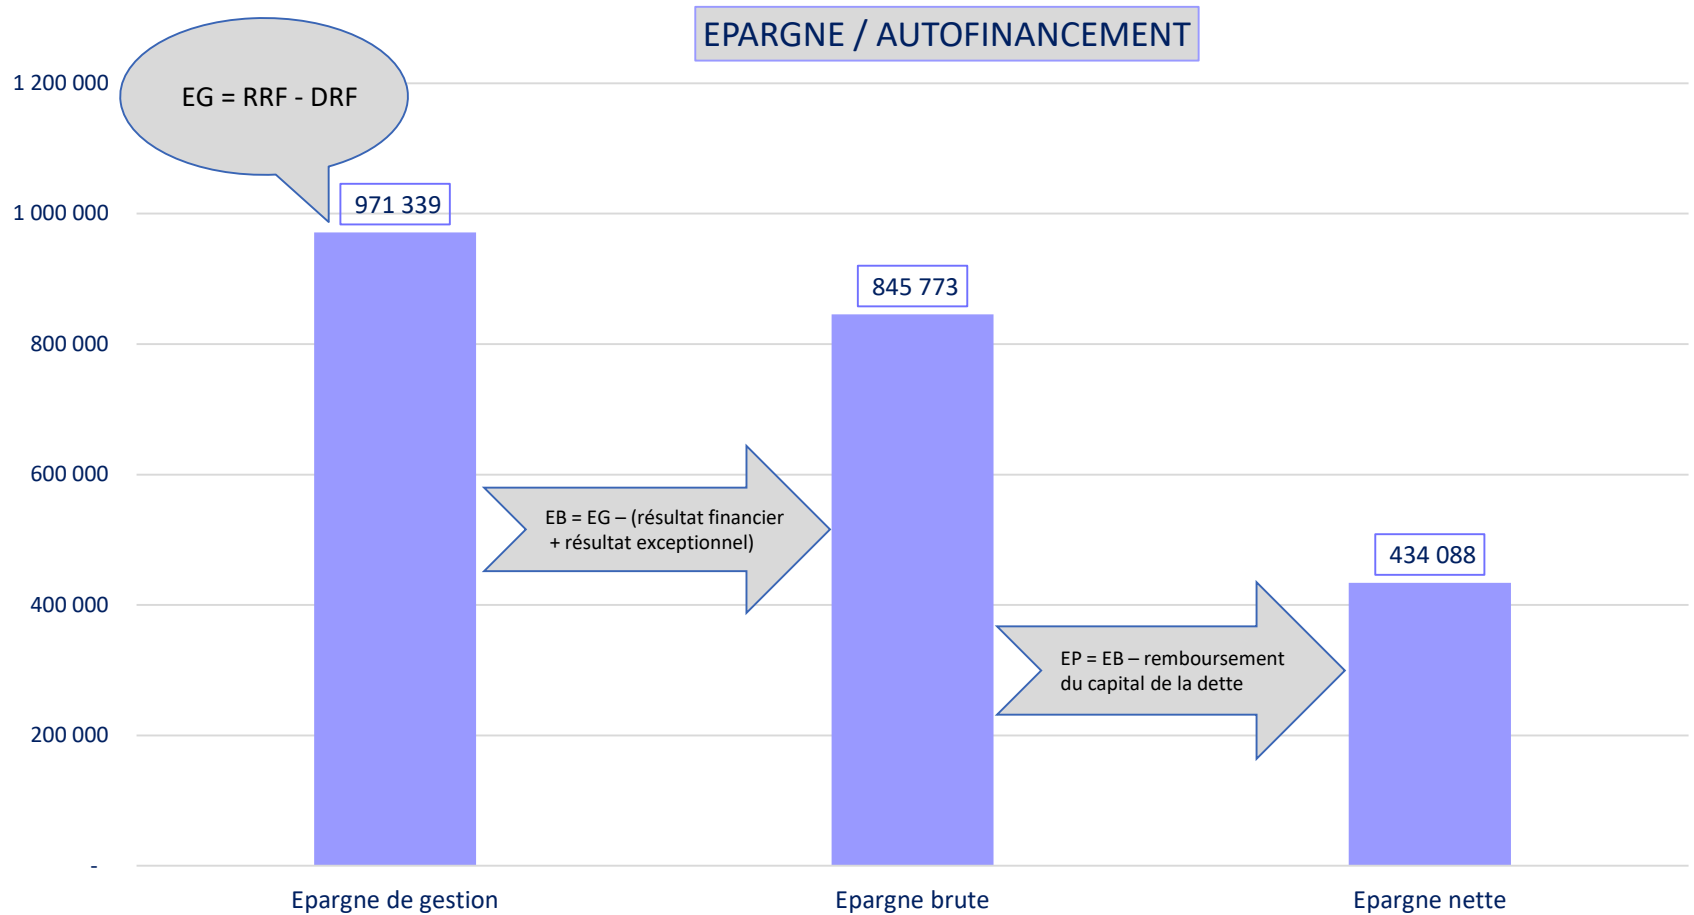 EPARGNE / AUTOFINANCEMENT
EG = RRF - DRF
1 200 000
1 000 000
800 000
600 000
400 000
200 000
-
971 339
845 773
434 088
EB = EG – (résultat financier
+ résultat exceptionnel)
EP = EB – remboursement
du capital de la dette
Epargne de gestion
Epargne brute
Epargne nette